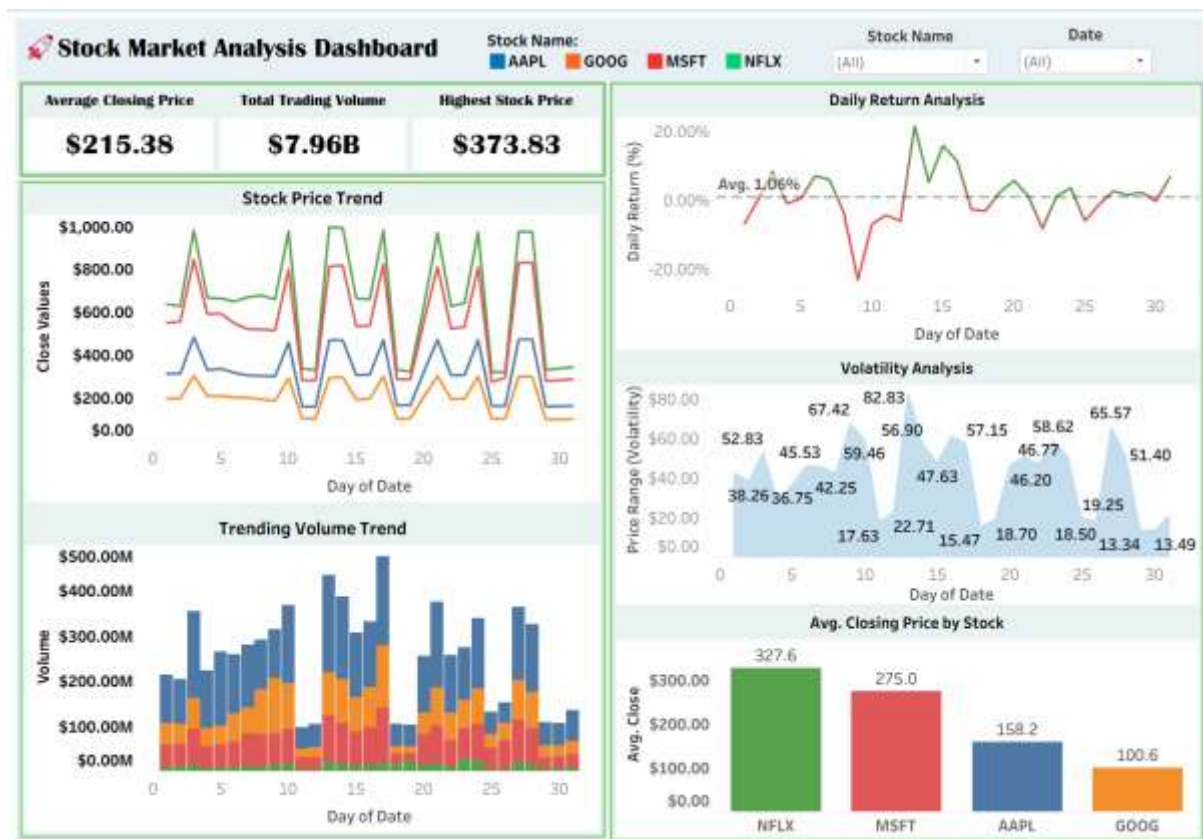 Stock Market Analysis Dashboard
Stock Name:
AAPL GOOG MSFT NFLX
Stock Name
(All)
Date
(All)
Average Closing Price
$215.38
Total Trading Volume
$7.96B
Highest Stock Price
$373.83
Stock Price Trend
Close Values
$1,000.00
$800.00
$600.00
$400.00
$200.00
$0.00
0 5 10 15 20 25 30
Day of Date
Trending Volume Trend
Volume
$500.00M
$400.00M
$300.00M
$200.00M
$100.00M
$0.00M
0 5 10 15 20 25 30
Day of Date
Daily Return Analysis
Daily Return (%)
20.00%
0.00%
-20.00%
Avg. 1.06%
0 5 10 15 20 25 30
Day of Date
Volatility Analysis
Price Range (Volatility)
$80.00
$60.00
$40.00
$20.00
$0.00
52.83
38.26
36.75
45.53
42.25
67.42
59.46
17.63
82.83
56.90
22.71
47.63
15.47
57.15
18.70
46.20
46.77
58.62
18.50
19.25
65.57
13.34
51.40
13.49
0 5 10 15 20 25 30
Day of Date
Avg. Closing Price by Stock
Avg. Close
$300.00
$200.00
$100.00
$0.00
327.6
275.0
158.2
100.6
NFLX MSFT AAPL GOOG